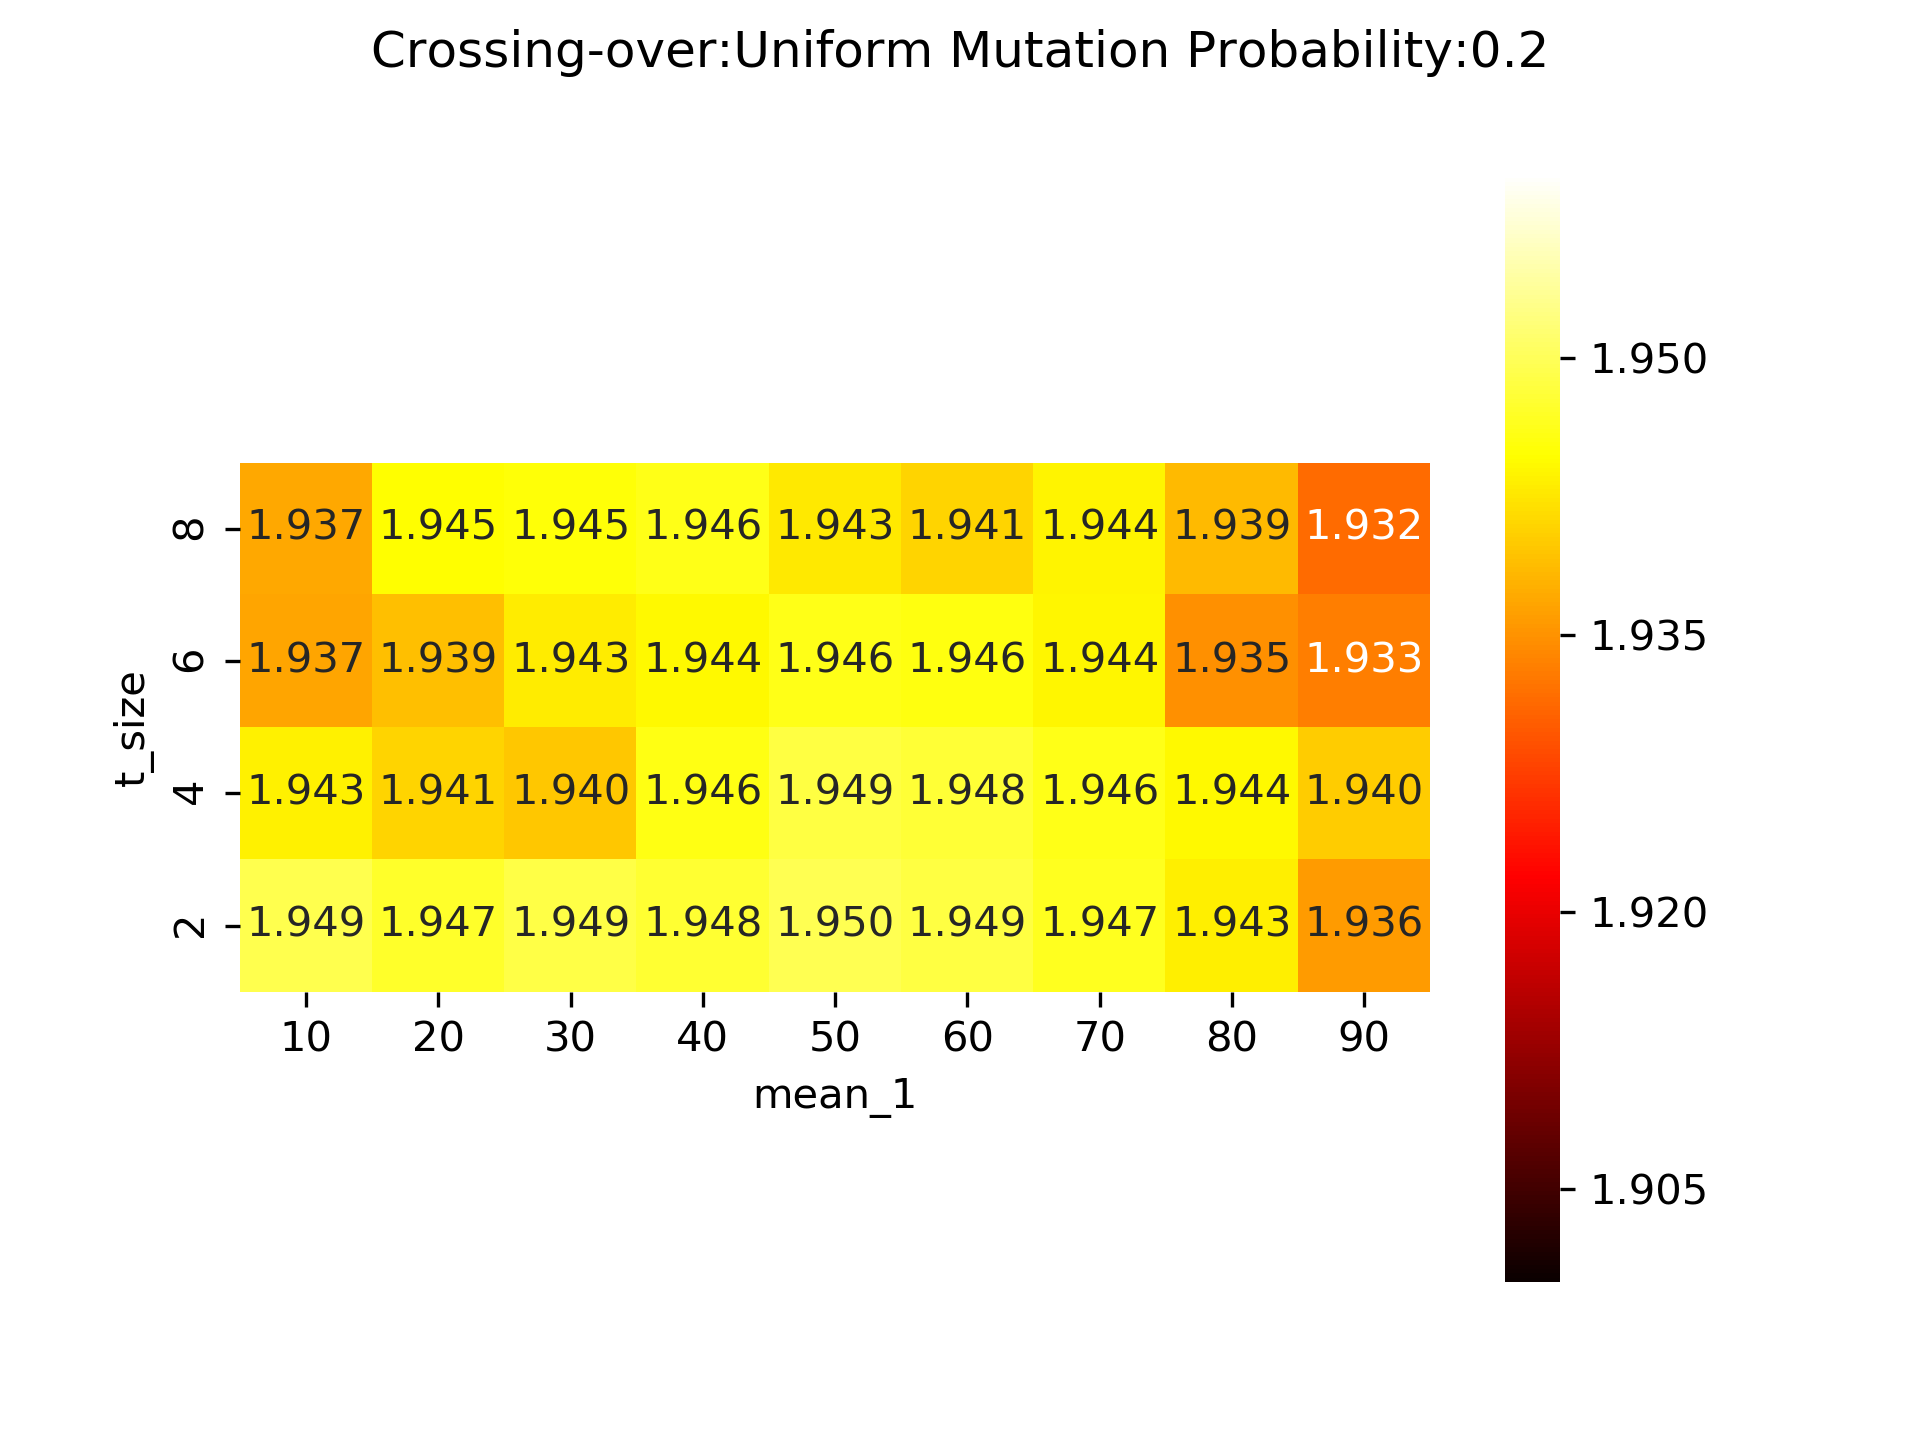 Crossing-over:Uniform Mutation Probability:0.2
1.950
1.935
1.920
1.905
t_size
8 1.937 1.945 1.945 1.946 1.943 1.941 1.944 1.939 1.932
6 1.937 1.939 1.943 1.944 1.946 1.946 1.944 1.935 1.933
4 1.943 1.941 1.940 1.946 1.949 1.948 1.946 1.944 1.940
2 1.949 1.947 1.949 1.948 1.950 1.949 1.947 1.943 1.936
10 20 30 40 50 60 70 80 90
mean_1